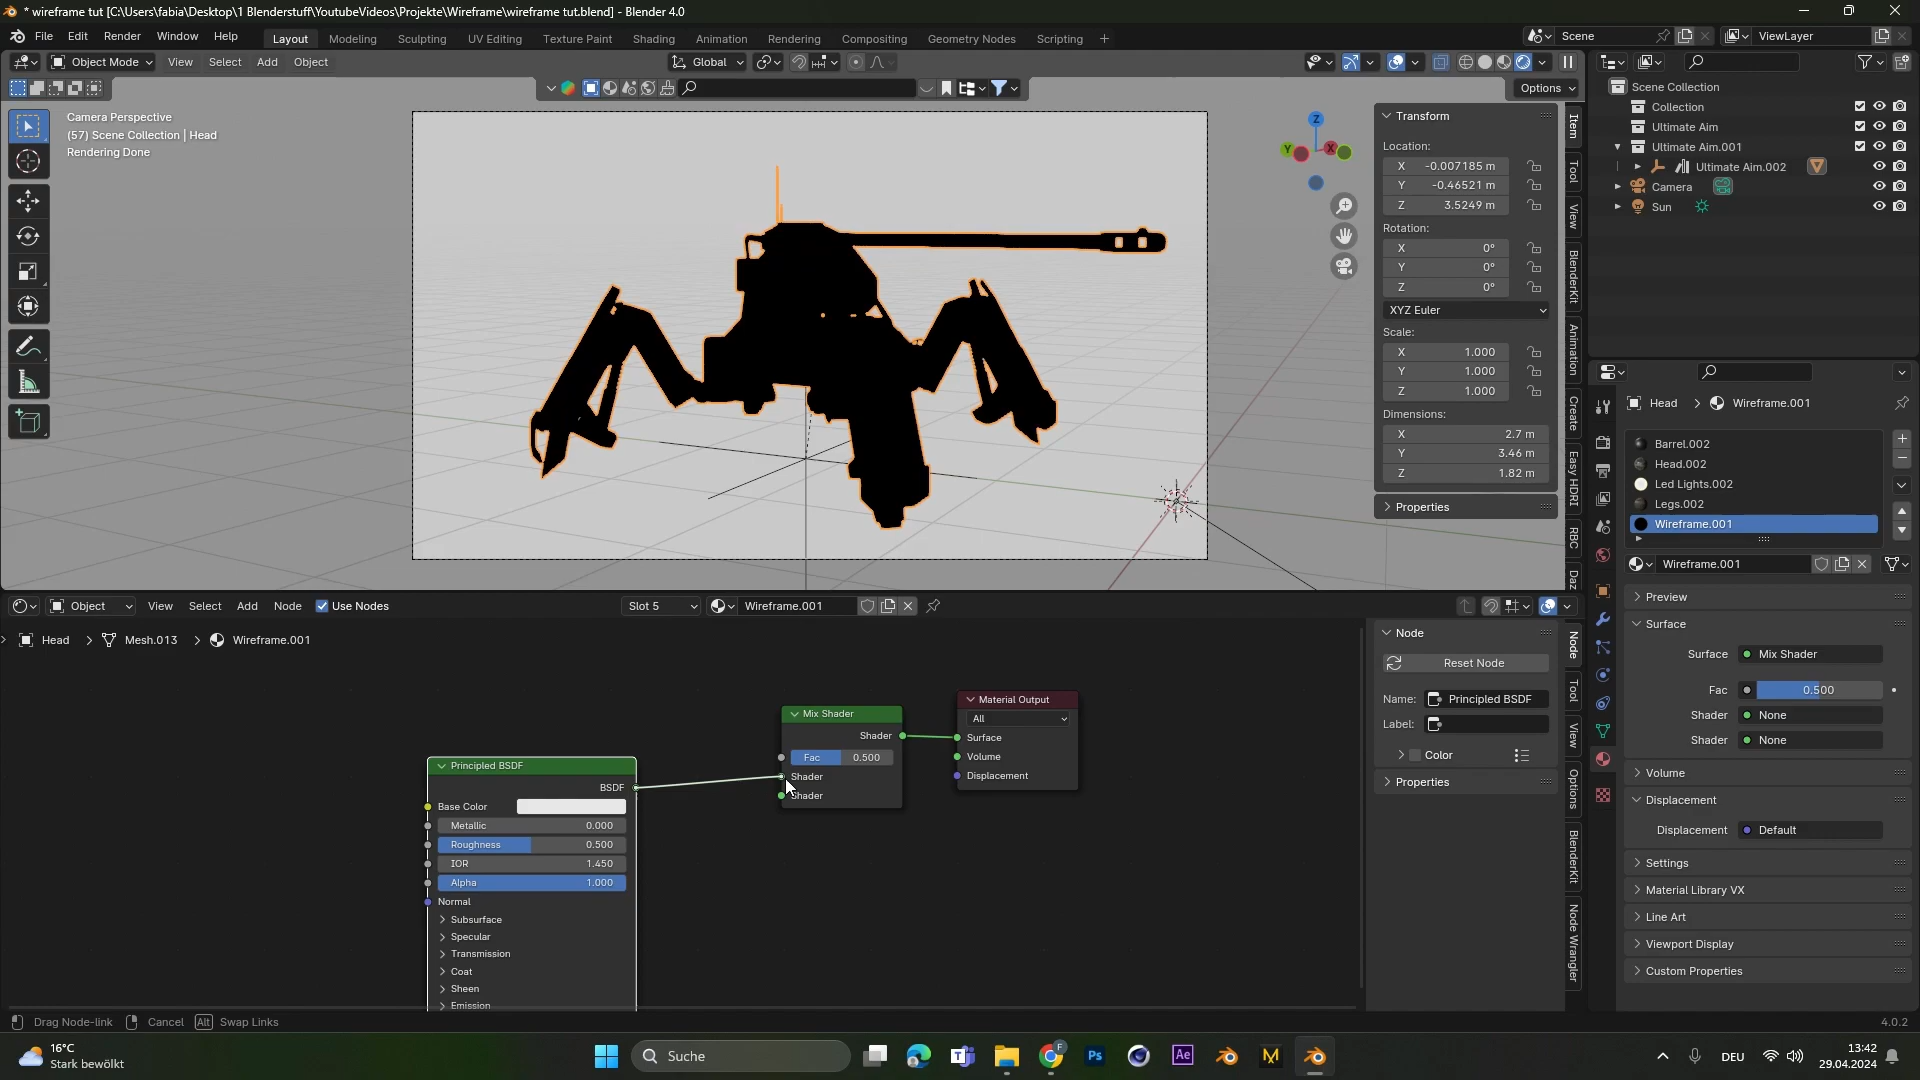 * wireframe tut [C:\Users\fabia\Desktop\1 Blenderstuff\YoutubeVideos\Projekte\Wireframe\wireframe tut.blend] - Blender 4.0
File Edit Render Window Help
Layout Modeling Sculpting UV Editing Texture Paint Shading Animation Rendering Compositing Geometry Nodes Scripting +
Scene
ViewLayer
Object Mode View Select Add Object
Global
Options
Camera Perspective
(57) Scene Collection | Head
Rendering Done
Z
Y
X
Transform
Location:
X -0.007185 m
Y -0.46521 m
Z 3.5249 m
Rotation:
X 0°
Y 0°
Z 0°
XYZ Euler
Scale:
X 1.000
Y 1.000
Z 1.000
Dimensions:
X 2.7 m
Y 3.46 m
Z 1.82 m
Properties
Item
Tool
View
BlenderKit
Animation
Create
Easy HDRI
RBC
Daz
Scene Collection
Collection
Ultimate Aim
Ultimate Aim.001
Ultimate Aim.002
Camera
Sun
Head > Wireframe.001
Barrel.002
Head.002
Led Lights.002
Legs.002
Wireframe.001
Wireframe.001
Preview
Surface
Surface Mix Shader
Fac 0.500
Shader None
Shader None
Volume
Displacement
Displacement Default
Settings
Material Library VX
Line Art
Viewport Display
Custom Properties
Object View Select Add Node Use Nodes
Slot 5
Wireframe.001
Head > Mesh.013 > Wireframe.001
Principled BSDF
BSDF
Base Color
Metallic 0.000
Roughness 0.500
IOR 1.450
Alpha 1.000
Normal
Subsurface
Specular
Transmission
Coat
Sheen
Emission
Mix Shader
Shader
Fac 0.500
Shader
Shader
Material Output
All
Surface
Volume
Displacement
Node
Reset Node
Name: Principled BSDF
Label:
Color
Properties
Node
Tool
View
Options
BlenderKit
Node Wrangler
Drag Node-link Cancel Alt Swap Links
4.0.2
16°C
Stark bewölkt
Suche
Ps
Ae
M
F
DEU
13:42
29.04.2024